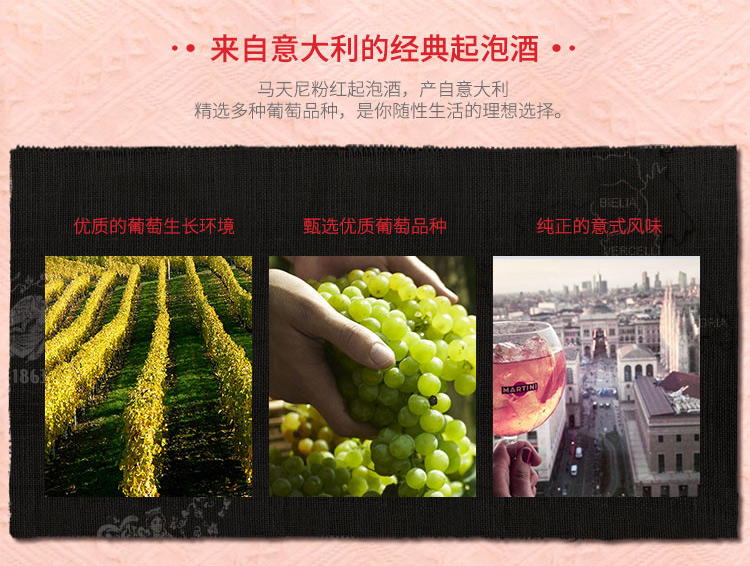 来自意大利的经典起泡酒
马天尼粉红起泡酒，产自意大利
精选多种葡萄品种，是你随性生活的理想选择。
优质的葡萄生长环境
甄选优质葡萄品种
纯正的意式风味
BIELIA
VERCELLI
MARTINI